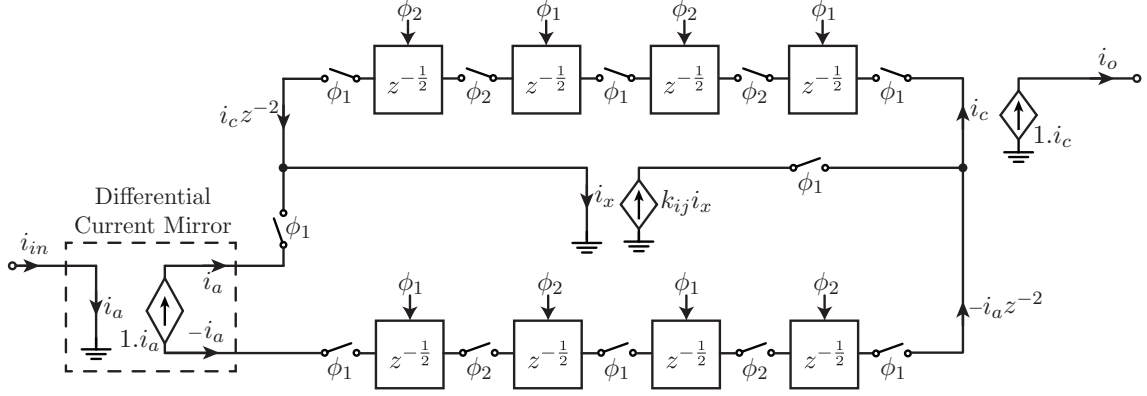 ϕ₂ ϕ₁ ϕ₂ ϕ₁
z^{-1/2} z^{-1/2} z^{-1/2} z^{-1/2}
ϕ₁ ϕ₂ ϕ₁ ϕ₂ ϕ₁
i_o
i_c z^{-2}
i_c
1.i_c
i_x
k_{ij}i_x
ϕ₁
Differential
Current Mirror
ϕ₁
i_{in}
i_a
i_a
1.i_a
-i_a
-i_a z^{-2}
ϕ₁ ϕ₂ ϕ₁ ϕ₂
z^{-1/2} z^{-1/2} z^{-1/2} z^{-1/2}
ϕ₁ ϕ₂ ϕ₁ ϕ₂ ϕ₁